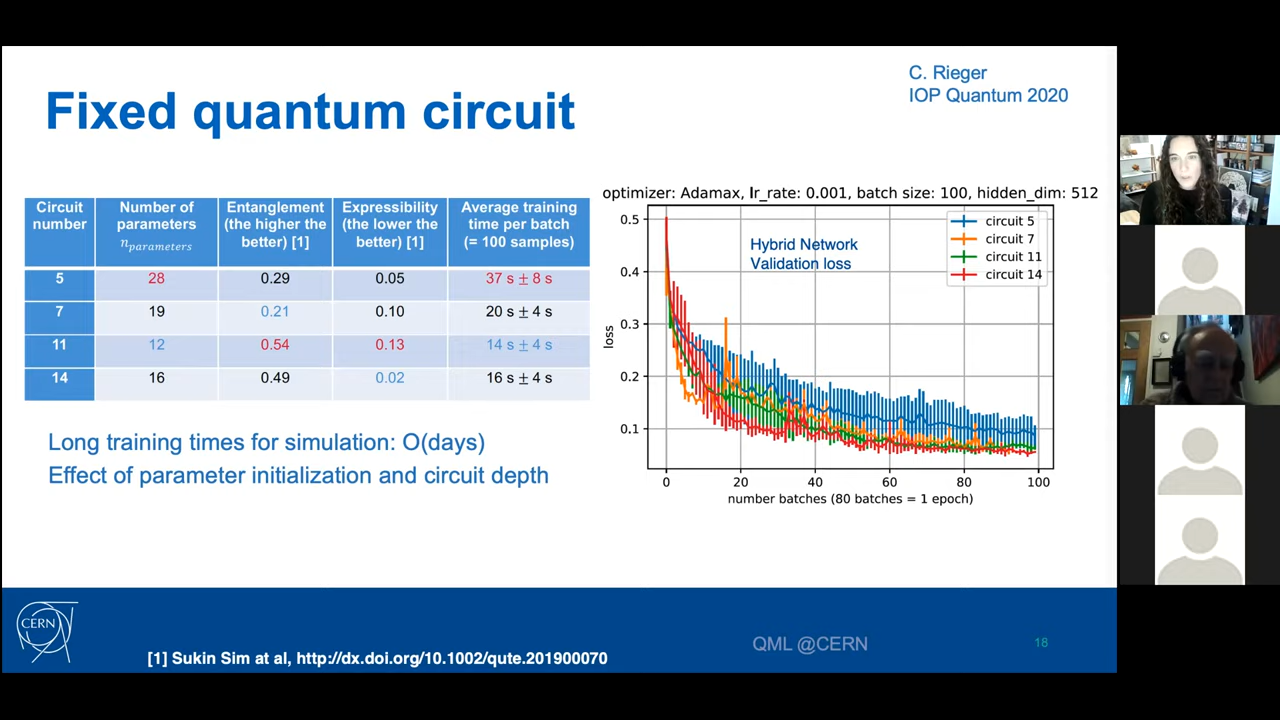 C. Rieger
IOP Quantum 2020
Fixed quantum circuit
Circuit number | Number of parameters n_parameters | Entanglement (the higher the better) [1] | Expressibility (the lower the better) [1] | Average training time per batch (= 100 samples)
5 | 28 | 0.29 | 0.05 | 37 s ± 8 s
7 | 19 | 0.21 | 0.10 | 20 s ± 4 s
11 | 12 | 0.54 | 0.13 | 14 s ± 4 s
14 | 16 | 0.49 | 0.02 | 16 s ± 4 s
Long training times for simulation: O(days)
Effect of parameter initialization and circuit depth
optimizer: Adamax, lr_rate: 0.001, batch size: 100, hidden_dim: 512
Hybrid Network
Validation loss
circuit 5
circuit 7
circuit 11
circuit 14
loss
0.5
0.4
0.3
0.2
0.1
0 20 40 60 80 100
number batches (80 batches = 1 epoch)
CERN
[1] Sukin Sim at al, http://dx.doi.org/10.1002/qute.201900070
QML @CERN
18